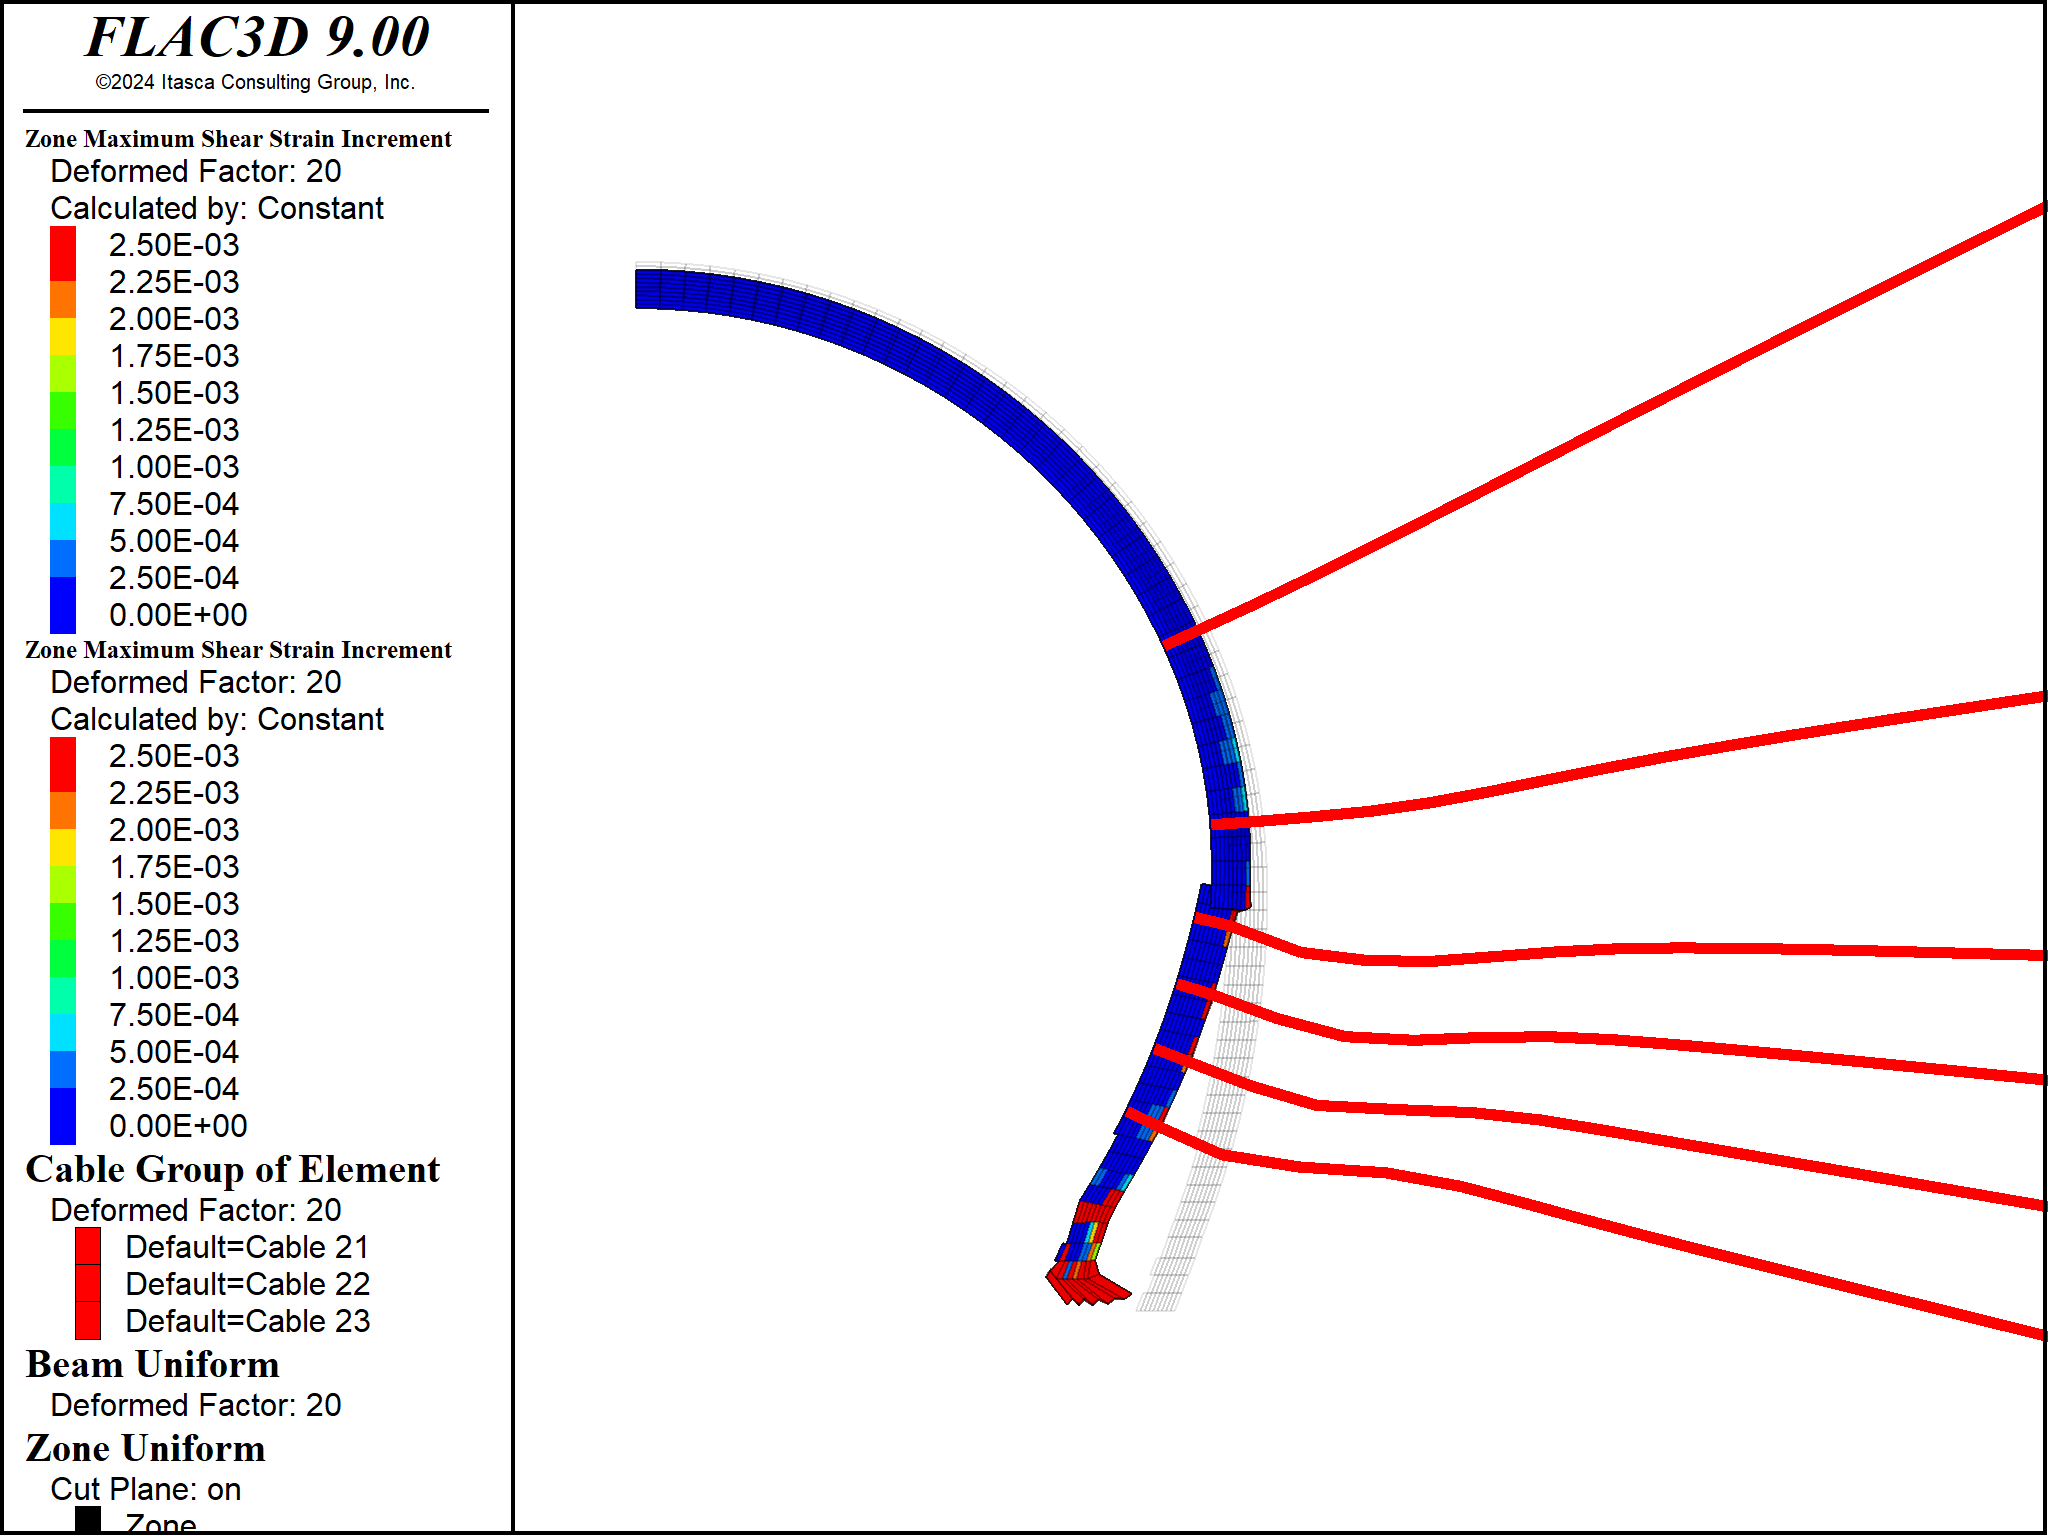 FLAC3D 9.00
©2024 Itasca Consulting Group, Inc.
Zone Maximum Shear Strain Increment
Deformed Factor: 20
Calculated by: Constant
2.50E-03
2.25E-03
2.00E-03
1.75E-03
1.50E-03
1.25E-03
1.00E-03
7.50E-04
5.00E-04
2.50E-04
0.00E+00
Zone Maximum Shear Strain Increment
Deformed Factor: 20
Calculated by: Constant
2.50E-03
2.25E-03
2.00E-03
1.75E-03
1.50E-03
1.25E-03
1.00E-03
7.50E-04
5.00E-04
2.50E-04
0.00E+00
Cable Group of Element
Deformed Factor: 20
Default=Cable 21
Default=Cable 22
Default=Cable 23
Beam Uniform
Deformed Factor: 20
Zone Uniform
Cut Plane: on
Zone